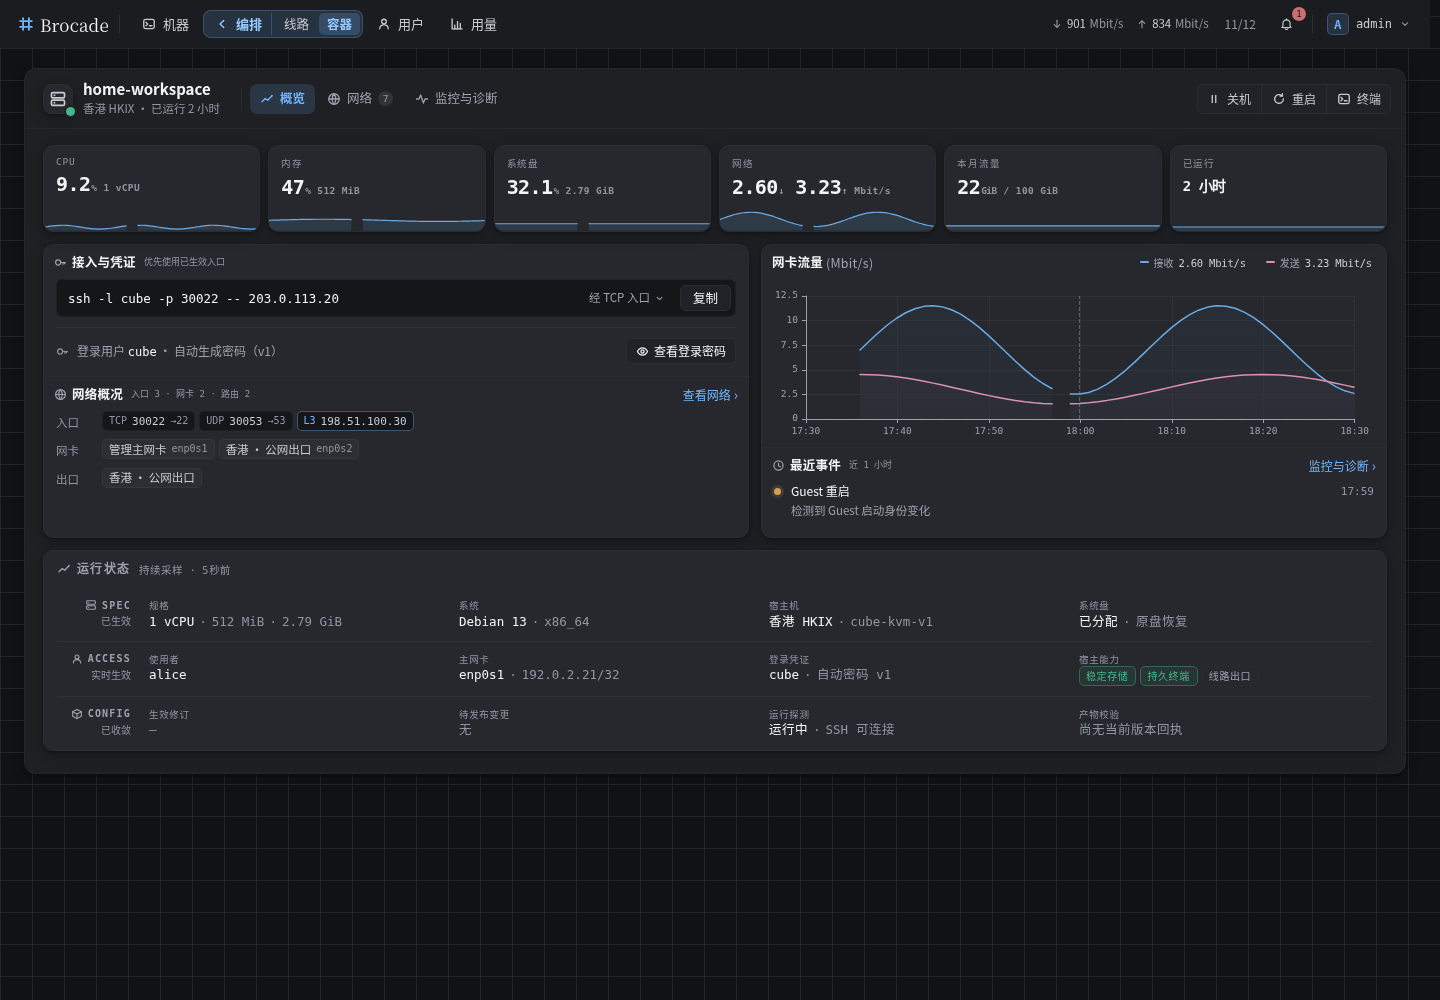 Brocade 机器 编排 线路 容器 用户 用量 ↓ 901 Mbit/s ↑ 834 Mbit/s 11/12 1 A admin
home-workspace
香港 HKIX · 已运行 2 小时
概览 网络 7 监控与诊断 关机 重启 终端
CPU
9.2% 1 vCPU
内存
47% 512 MiB
系统盘
32.1% 2.79 GiB
网络
2.60↓ 3.23↑ Mbit/s
本月流量
22GiB / 100 GiB
已运行
2 小时
接入与凭证 优先使用已生效入口
ssh -l cube -p 30022 -- 203.0.113.20 经 TCP 入口 复制
登录用户 cube · 自动生成密码（v1） 查看登录密码
网络概况 入口 3 · 网卡 2 · 路由 2 查看网络 ›
入口 TCP 30022 →22 UDP 30053 →53 L3 198.51.100.30
网卡 管理主网卡 enp0s1 香港 · 公网出口 enp0s2
出口 香港 · 公网出口
网卡流量 (Mbit/s) 接收 2.60 Mbit/s 发送 3.23 Mbit/s
12.5
10
7.5
5
2.5
0
17:30 17:40 17:50 18:00 18:10 18:20 18:30
最近事件 近 1 小时 监控与诊断 ›
Guest 重启 17:59
检测到 Guest 启动身份变化
运行状态 持续采样 · 5秒前
SPEC 规格 系统 宿主机 系统盘
已生效 1 vCPU · 512 MiB · 2.79 GiB Debian 13 · x86_64 香港 HKIX · cube-kvm-v1 已分配 · 原盘恢复
ACCESS 使用者 主网卡 登录凭证 宿主能力
实时生效 alice enp0s1 · 192.0.2.21/32 cube · 自动密码 v1 稳定存储 持久终端 线路出口
CONFIG 生效修订 待发布变更 运行探测 产物校验
已收敛 — 无 运行中 · SSH 可连接 尚无当前版本回执